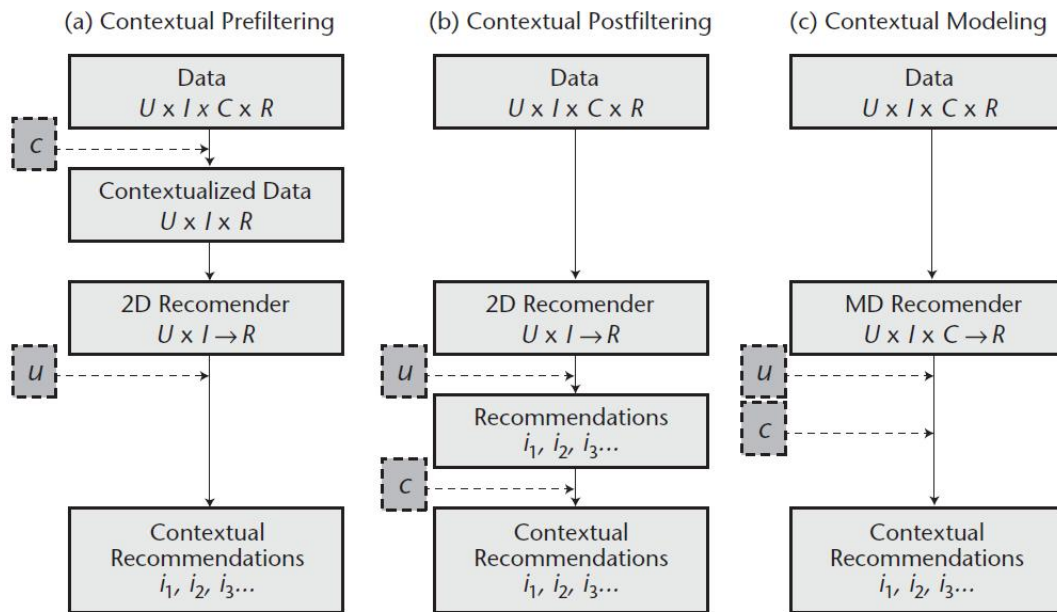 (a) Contextual Prefiltering
Data
U x I x C x R
c
Contextualized Data
U x I x R
2D Recomender
U x I → R
u
Contextual
Recommendations
i1, i2, i3...
(b) Contextual Postfiltering
Data
U x I x C x R
2D Recomender
U x I → R
u
Recommendations
i1, i2, i3...
c
Contextual
Recommendations
i1, i2, i3...
(c) Contextual Modeling
Data
U x I x C x R
MD Recomender
U x I x C → R
u
c
Contextual
Recommendations
i1, i2, i3...